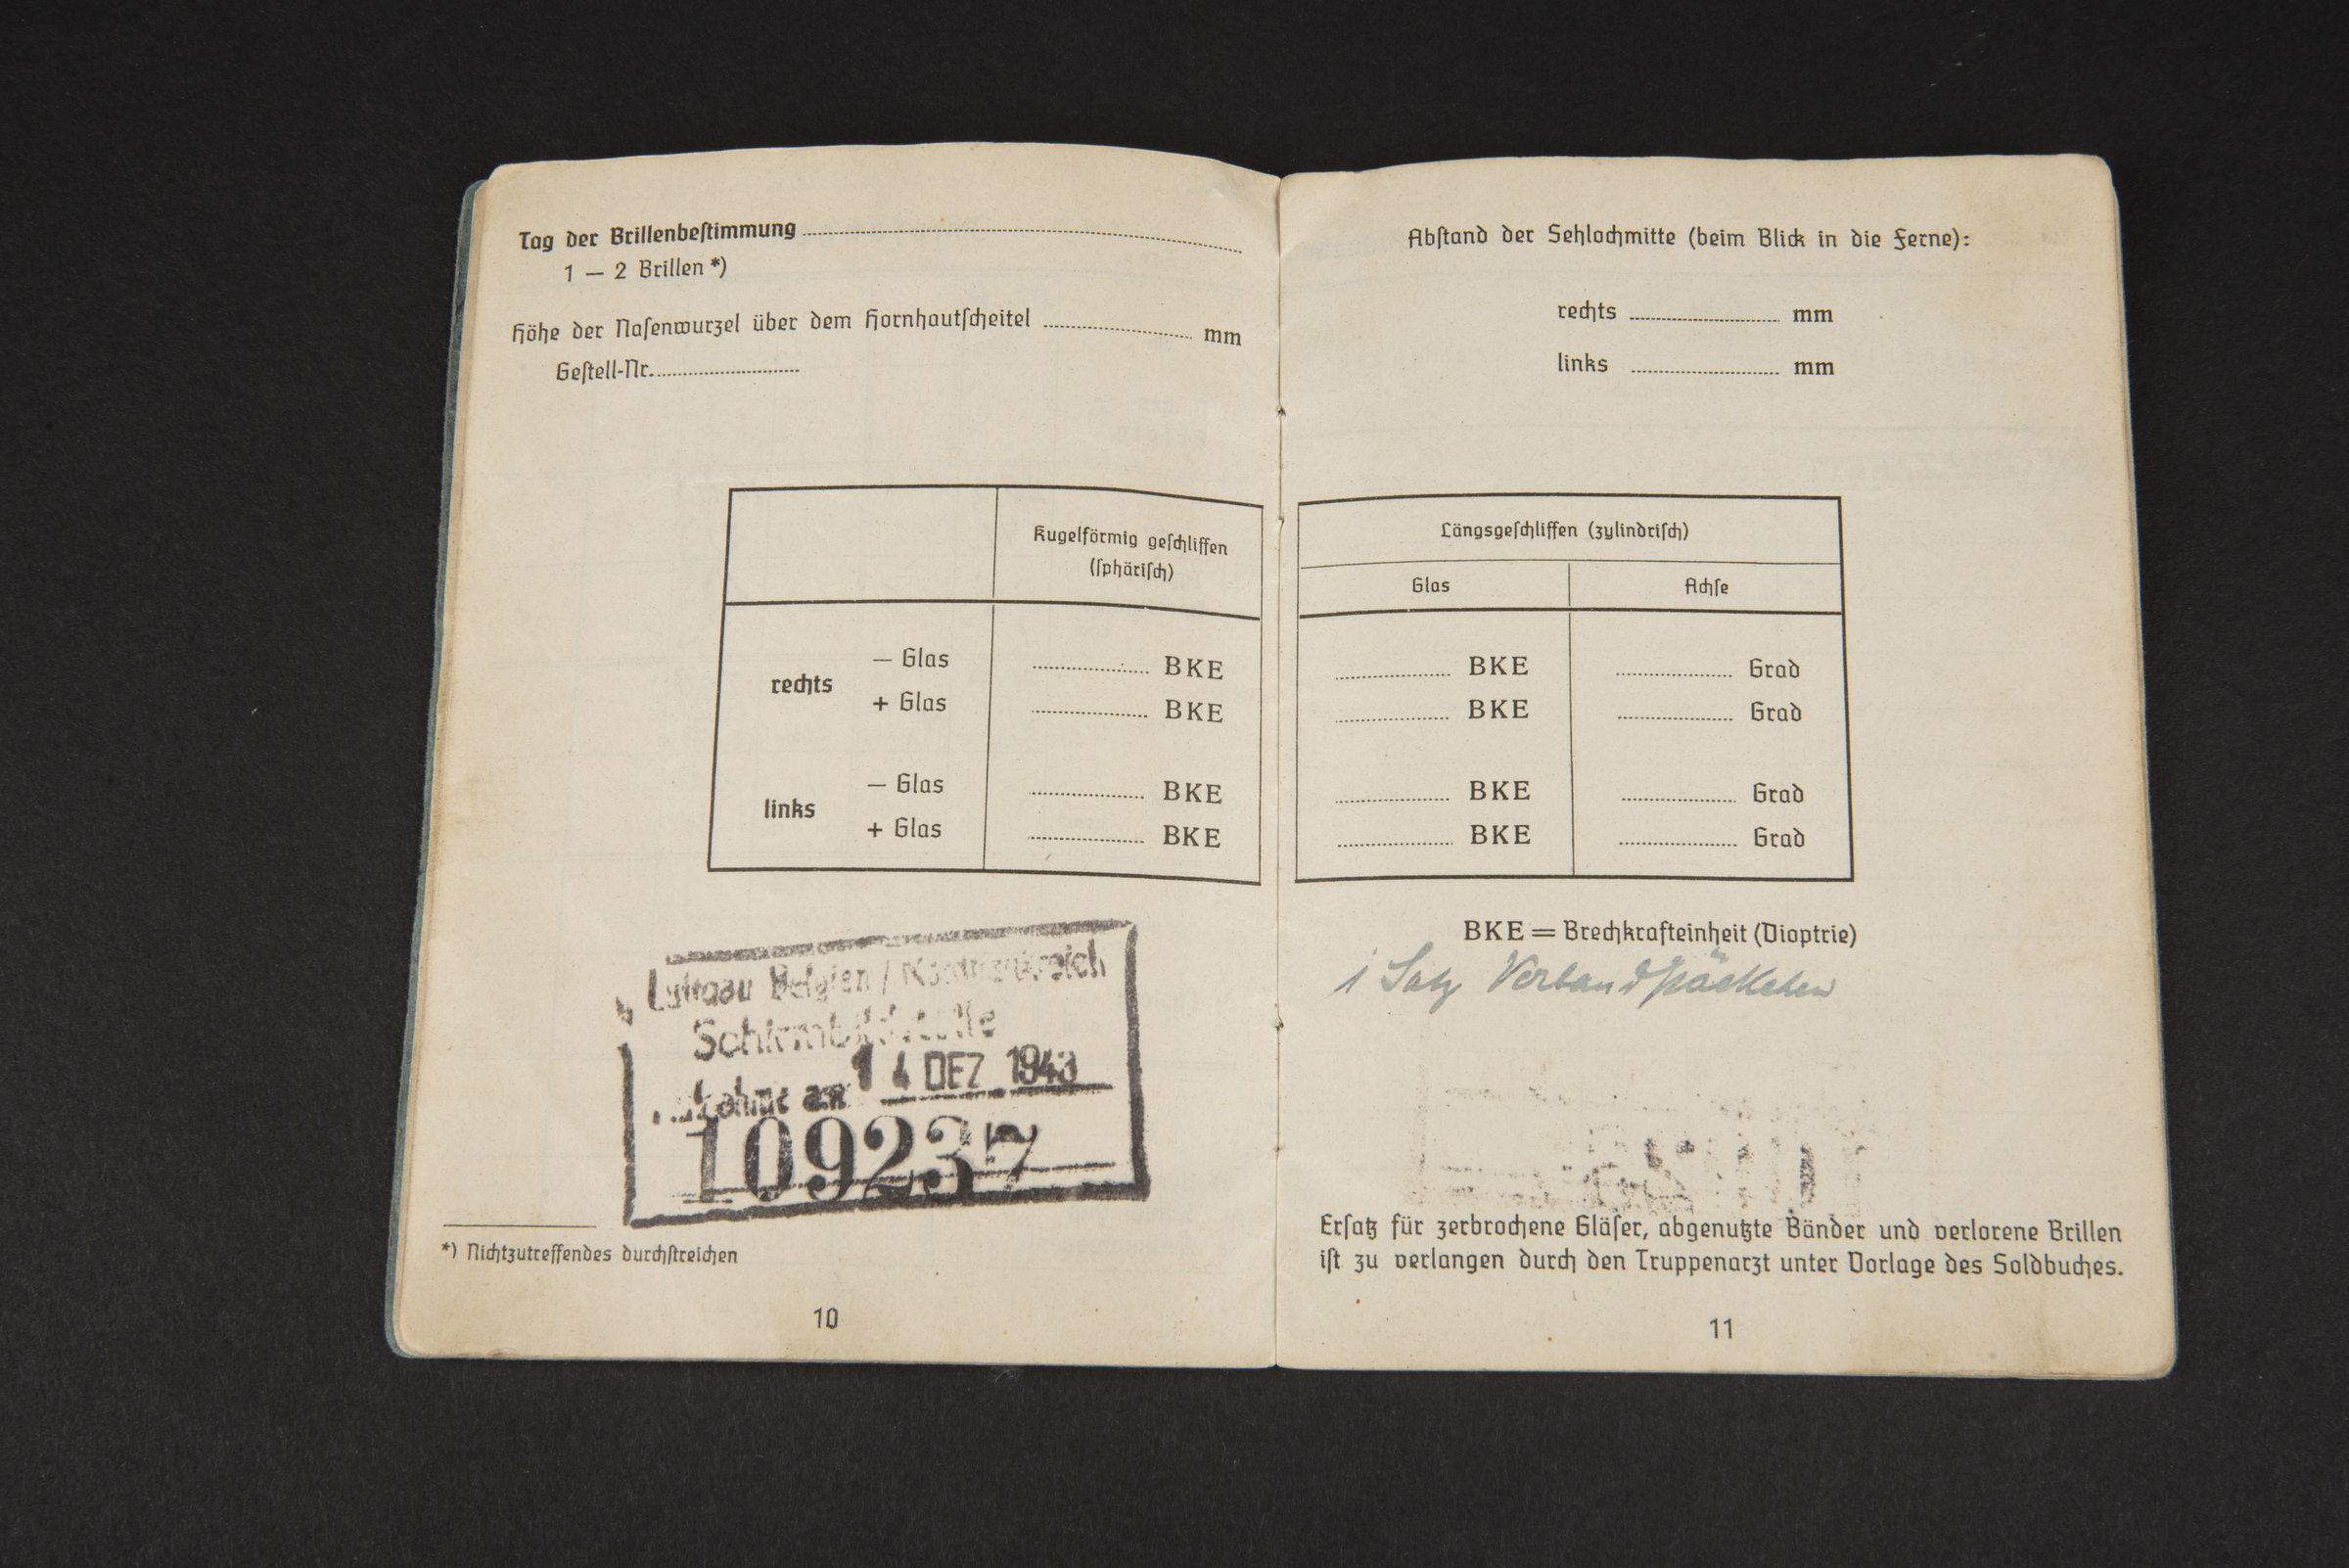 Tag der Brillenbeſtimmung
1 — 2 Brillen *)
Höhe der Naſenwurzel über dem Hornhautſcheitel mm
Geſtell-Nr.
Kugelförmig geſchliffen
(ſphäriſch)
rechts
— Glas BKE
+ Glas BKE
links
— Glas BKE
+ Glas BKE
Luftgau Belgien / Nordfrankreich
Schirmbildstelle
am 14 DEZ 1943
109237
*) Nichtzutreffendes durchſtreichen
10
Abſtand der Sehlochmitte (beim Blick in die Ferne):
rechts mm
links mm
Längsgeſchliffen (zylindriſch)
Glas Achſe
BKE Grad
BKE Grad
BKE Grad
BKE Grad
BKE = Brechkrafteinheit (Dioptrie)
1 Satz Verbandpäckchen
Erſatz für zerbrochene Gläſer, abgenutzte Bänder und verlorene Brillen
iſt zu verlangen durch den Truppenarzt unter Vorlage des Soldbuches.
11